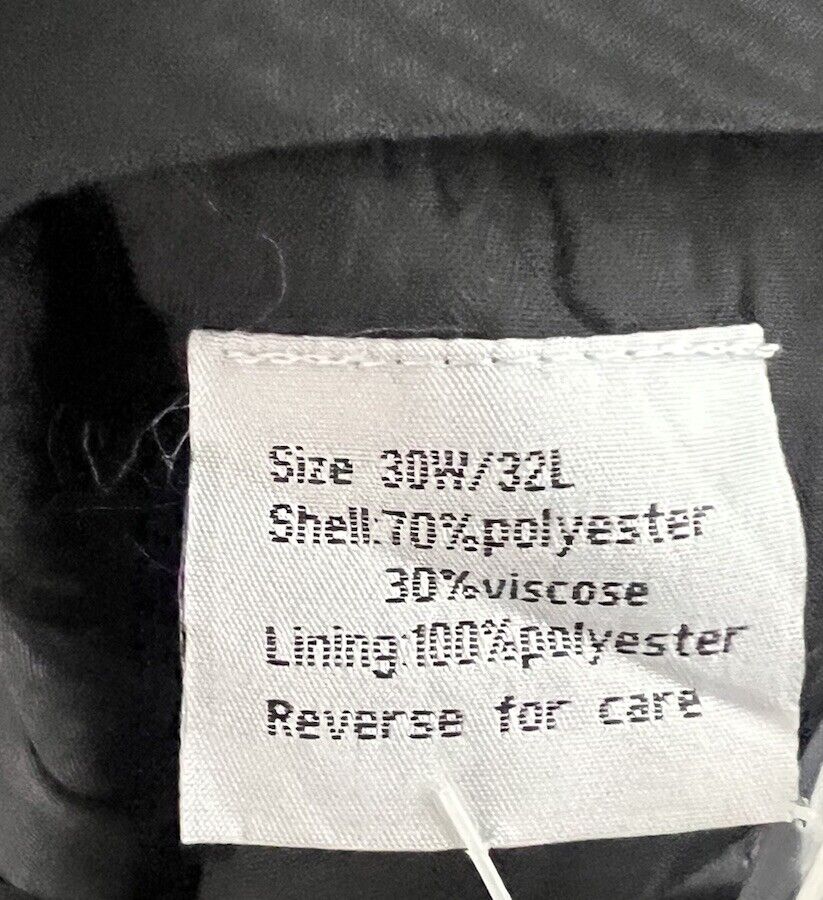 Size 30W/32L
Shell:70%polyester
30%viscose
Lining:100%polyester
Reverse for care